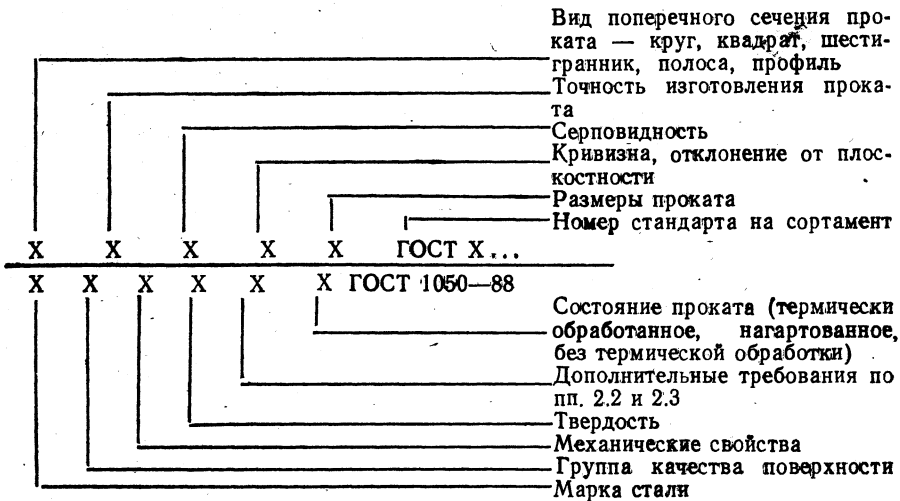 Вид поперечного сечения про-
ката — круг, квадрат, шести-
гранник, полоса, профиль
Точность изготовления прока-
та
Серповидность
Кривизна, отклонение от плос-
костности
Размеры проката
Номер стандарта на сортамент
X X X X X ГОСТ X...
X X X X X X ГОСТ 1050—88
Состояние проката (термически
обработанное, нагартованное,
без термической обработки)
Дополнительные требования по
пп. 2.2 и 2.3
Твердость
Механические свойства
Группа качества поверхности
Марка стали